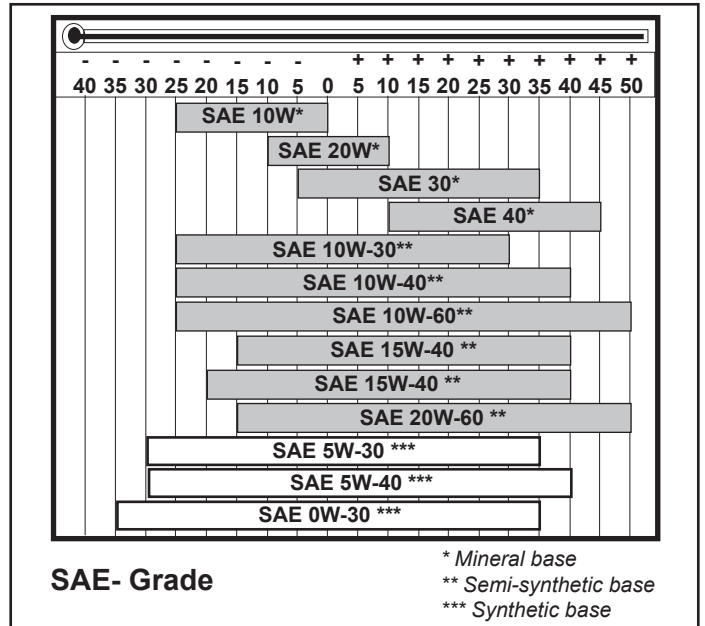 - - - - - - - - + + + + + + + + + +
40 35 30 25 20 15 10 5 0 5 10 15 20 25 30 35 40 45 50
SAE 10W*
SAE 20W*
SAE 30*
SAE 40*
SAE 10W-30**
SAE 10W-40**
SAE 10W-60**
SAE 15W-40 **
SAE 15W-40 **
SAE 20W-60 **
SAE 5W-30 ***
SAE 5W-40 ***
SAE 0W-30 ***
SAE- Grade
* Mineral base
** Semi-synthetic base
*** Synthetic base